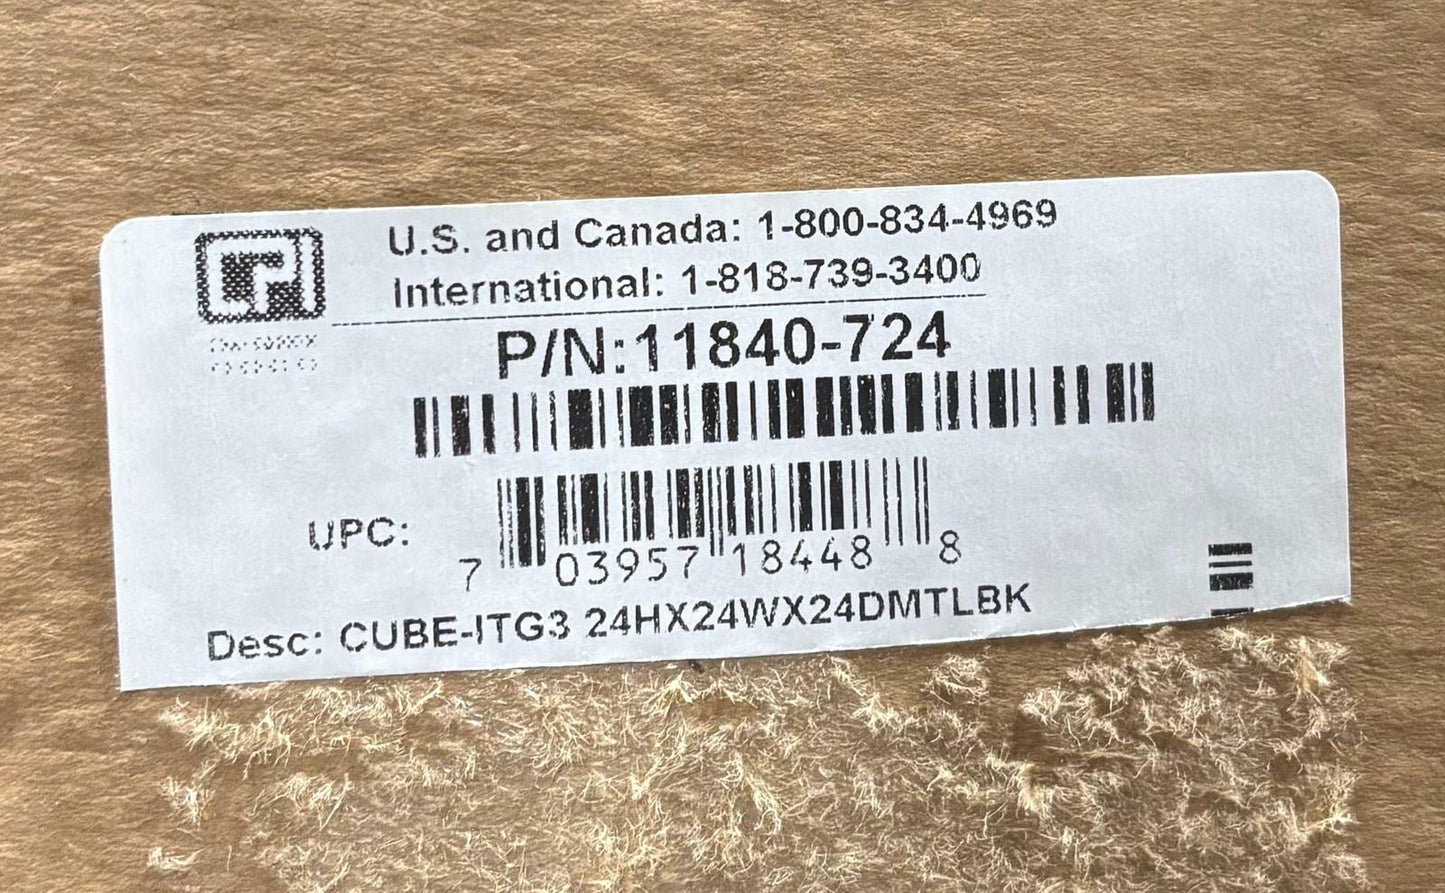 CPI
U.S. and Canada: 1-800-834-4969
International: 1-818-739-3400
P/N:11840-724
UPC:
7 03957 18448 8
Desc: CUBE-ITG3 24HX24WX24DMTLBK